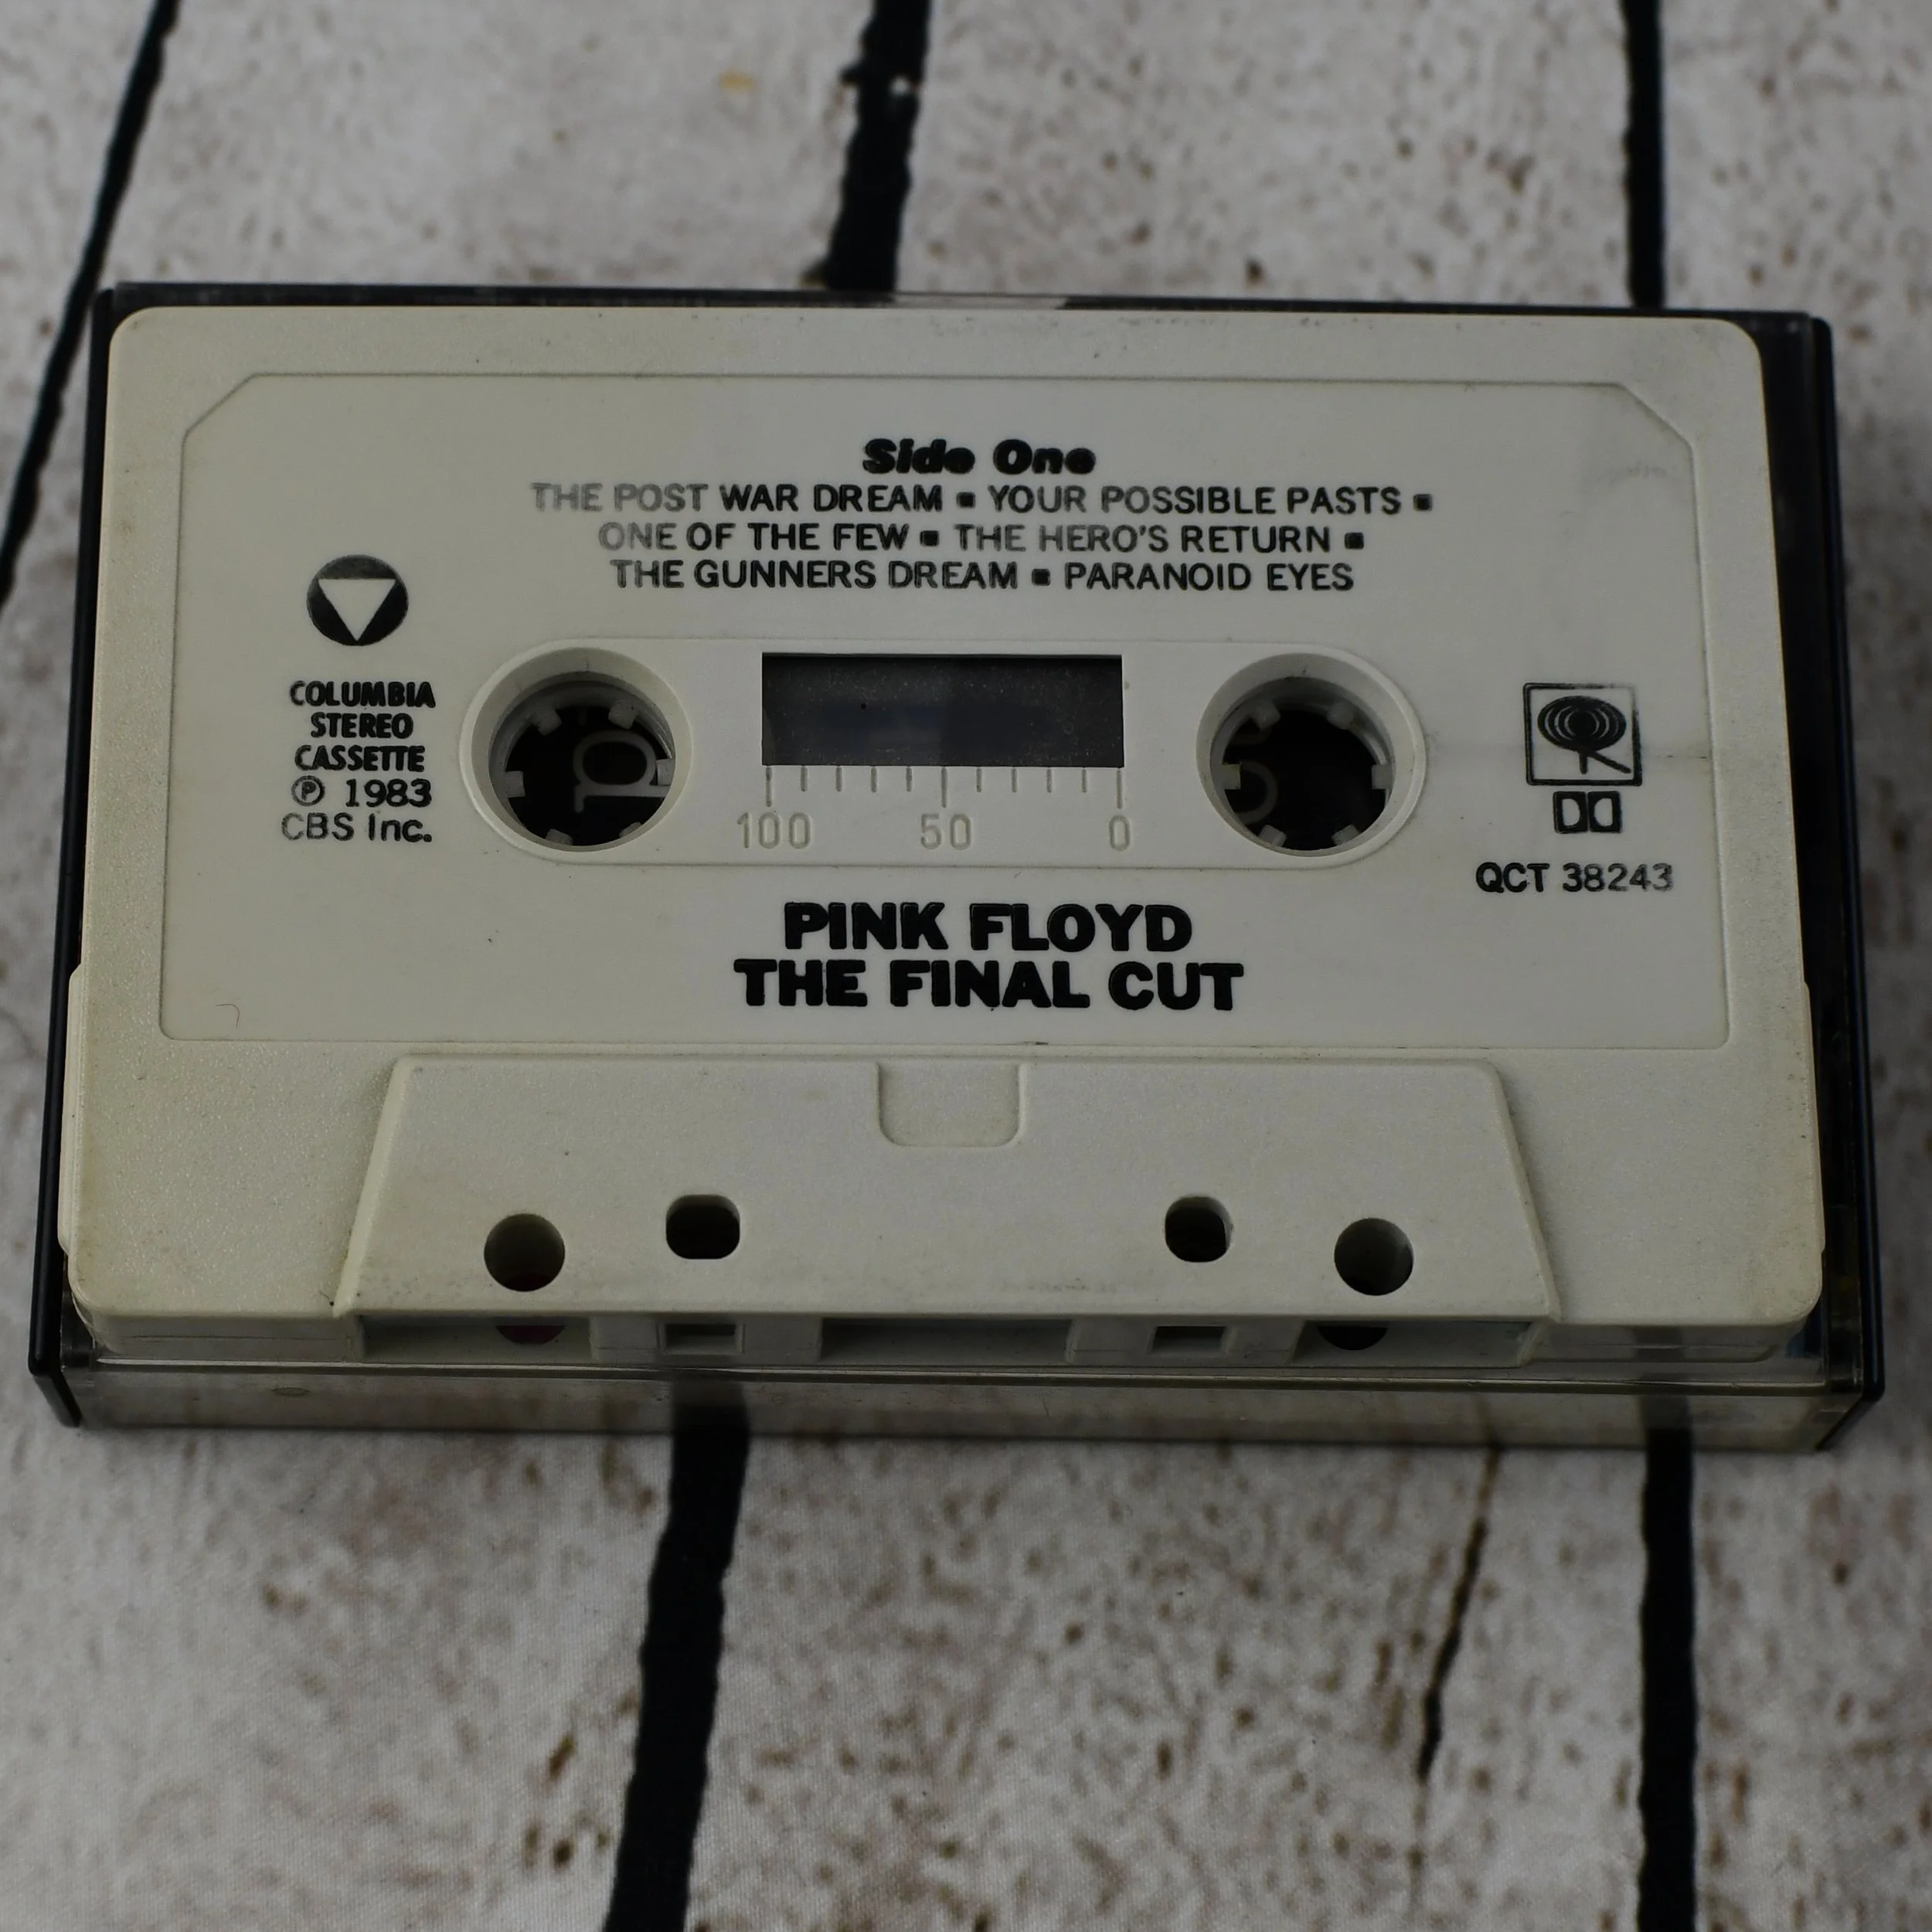 Side One
THE POST WAR DREAM ▪ YOUR POSSIBLE PASTS ▪
ONE OF THE FEW ▪ THE HERO'S RETURN ▪
THE GUNNERS DREAM ▪ PARANOID EYES
COLUMBIA
STEREO
CASSETTE
℗ 1983
CBS Inc.
100 50 0
QCT 38243
PINK FLOYD
THE FINAL CUT